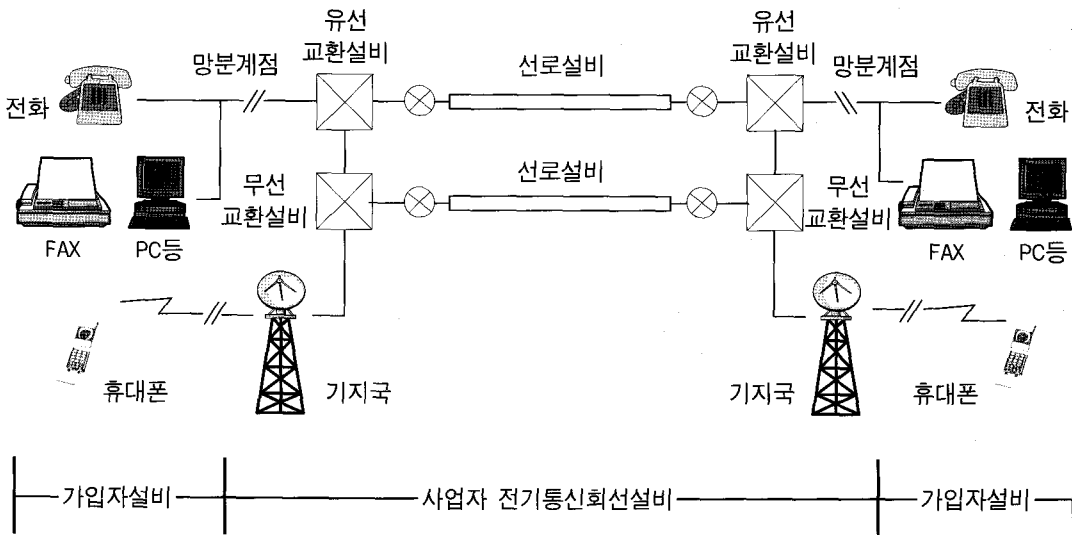 유선
교환설비
유선
교환설비
망분계점
선로설비
망분계점
전화
전화
무선
교환설비
선로설비
무선
교환설비
FAX
PC등
FAX
PC등
휴대폰
기지국
기지국
휴대폰
가입자설비
사업자 전기통신회선설비
가입자설비